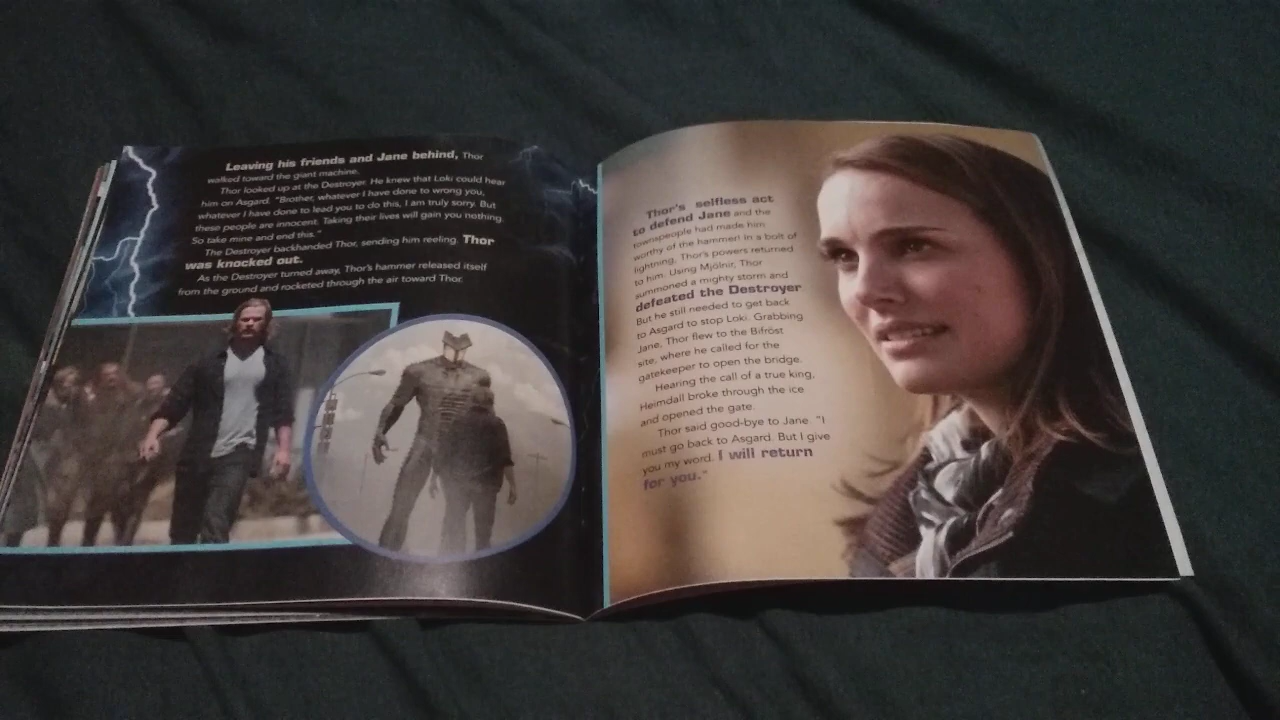 Leaving his friends and Jane behind, Thor
walked toward the giant machine.
Thor looked up at the Destroyer. He knew that Loki could hear
him on Asgard. "Brother, whatever I have done to wrong you,
whatever I have done to lead you to do this, I am truly sorry. But
these people are innocent. Taking their lives will gain you nothing.
So take mine and end this."
The Destroyer backhanded Thor, sending him reeling. Thor
was knocked out.
As the Destroyer turned away, Thor's hammer released itself
from the ground and rocketed through the air toward Thor.
Thor's selfless act
to defend Jane and the
townspeople had made him
worthy of the hammer! In a bolt of
lightning, Thor's powers returned
to him. Using Mjolnir, Thor
summoned a mighty storm and
defeated the Destroyer
But he still needed to get back
to Asgard to stop Loki. Grabbing
Jane, Thor flew to the Bifrost
site, where he called for the
gatekeeper to open the bridge.
Hearing the call of a true king,
Heimdall broke through the ice
and opened the gate.
Thor said good-bye to Jane. "I
must go back to Asgard. But I give
you my word. I will return
for you."